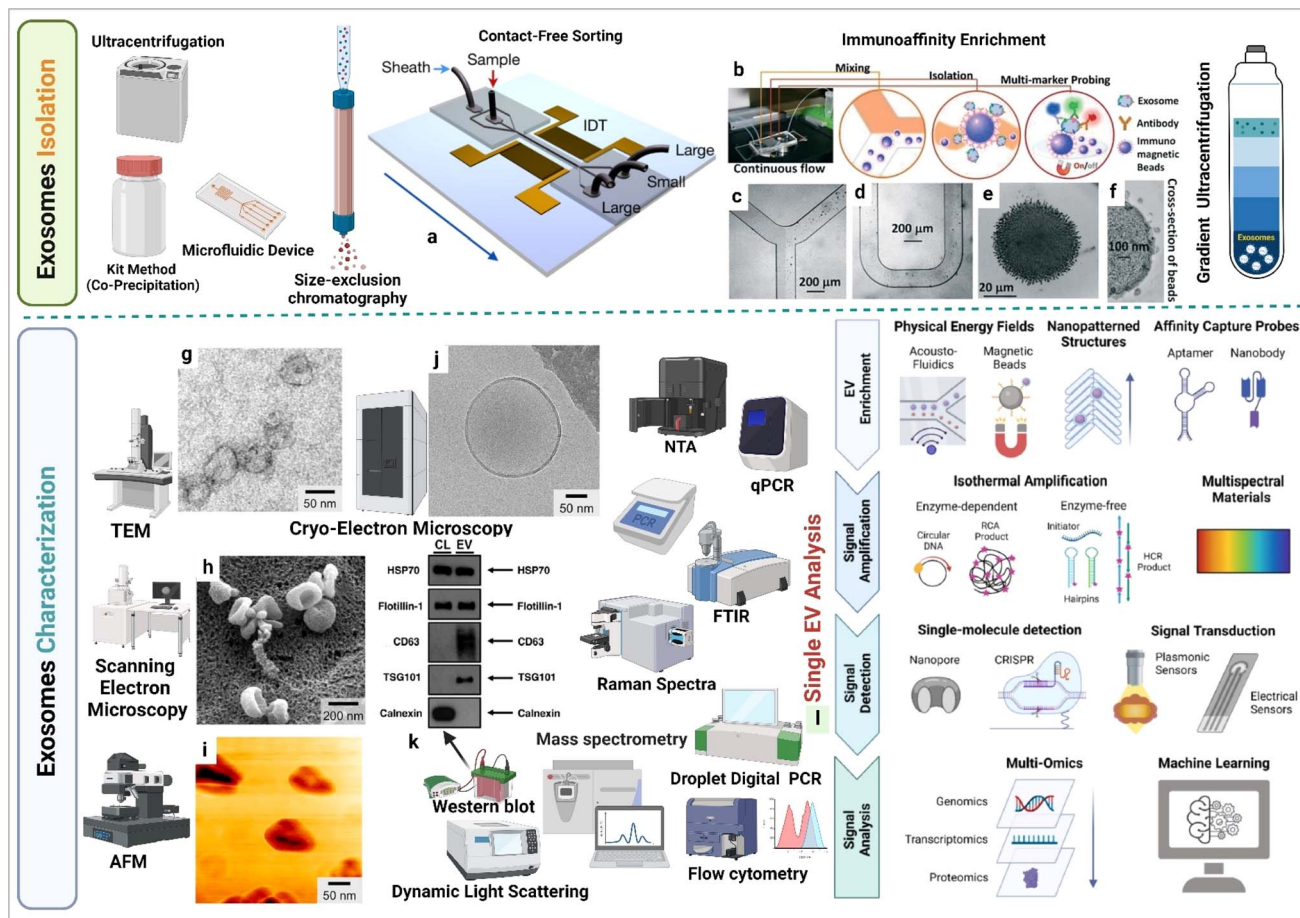 Exosomes Isolation
Ultracentrifugation
Kit Method
(Co-Precipitation)
Microfluidic Device
Size-exclusion
chromatography
Contact-Free Sorting
Sheath
Sample
IDT
Large
Small
Large
a
Immunoaffinity Enrichment
b
Mixing
Isolation
Multi-marker Probing
Continuous flow
On/off
Exosome
Antibody
Immuno
magnetic
Beads
c
200 µm
d
200 µm
e
20 µm
f
100 nm
Cross-section of beads
Gradient Ultracentrifugation
Exosomes
Exosomes Characterization
TEM
g
50 nm
j
50 nm
Cryo-Electron Microscopy
Scanning
Electron
Microscopy
h
200 nm
AFM
i
50 nm
CL EV
HSP70 HSP70
Flotillin-1 Flotillin-1
CD63 CD63
TSG101 TSG101
Calnexin Calnexin
k
Western blot
Dynamic Light Scattering
Mass spectrometry
NTA
qPCR
PCR
FTIR
Raman Spectra
Droplet Digital PCR
Flow cytometry
Single EV Analysis
l
EV
Enrichment
Physical Energy Fields
Acousto-
Fluidics
Magnetic
Beads
Nanopatterned
Structures
Affinity Capture Probes
Aptamer
Nanobody
Signal
Amplification
Isothermal Amplification
Enzyme-dependent
Circular
DNA
RCA
Product
Enzyme-free
Initiator
Hairpins
HCR
Product
Multispectral
Materials
Signal
Detection
Single-molecule detection
Nanopore
CRISPR
Signal Transduction
Plasmonic
Sensors
Electrical
Sensors
Signal
Analysis
Multi-Omics
Genomics
Transcriptomics
Proteomics
Machine Learning